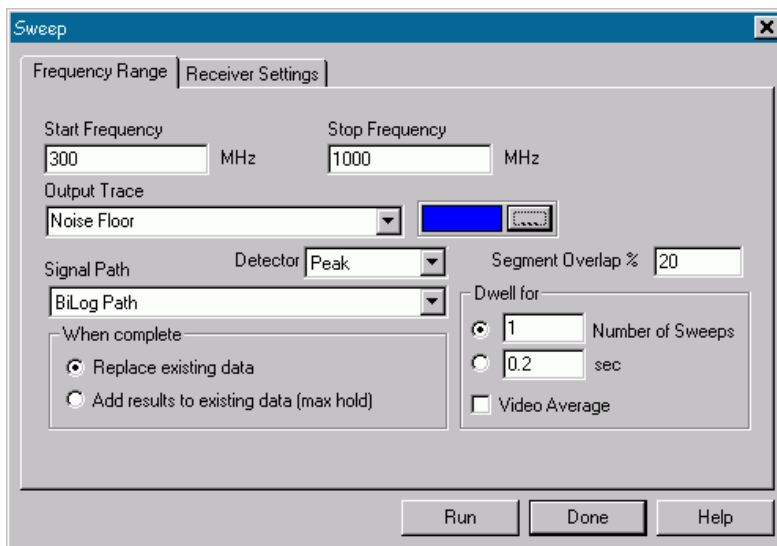 Sweep
Frequency Range
Receiver Settings
Start Frequency
Stop Frequency
300 MHz
1000 MHz
Output Trace
Noise Floor
....
Signal Path
Detector Peak
Segment Overlap % 20
BiLog Path
Dwell for
1 Number of Sweeps
0.2 sec
Video Average
When complete
Replace existing data
Add results to existing data (max hold)
Run
Done
Help